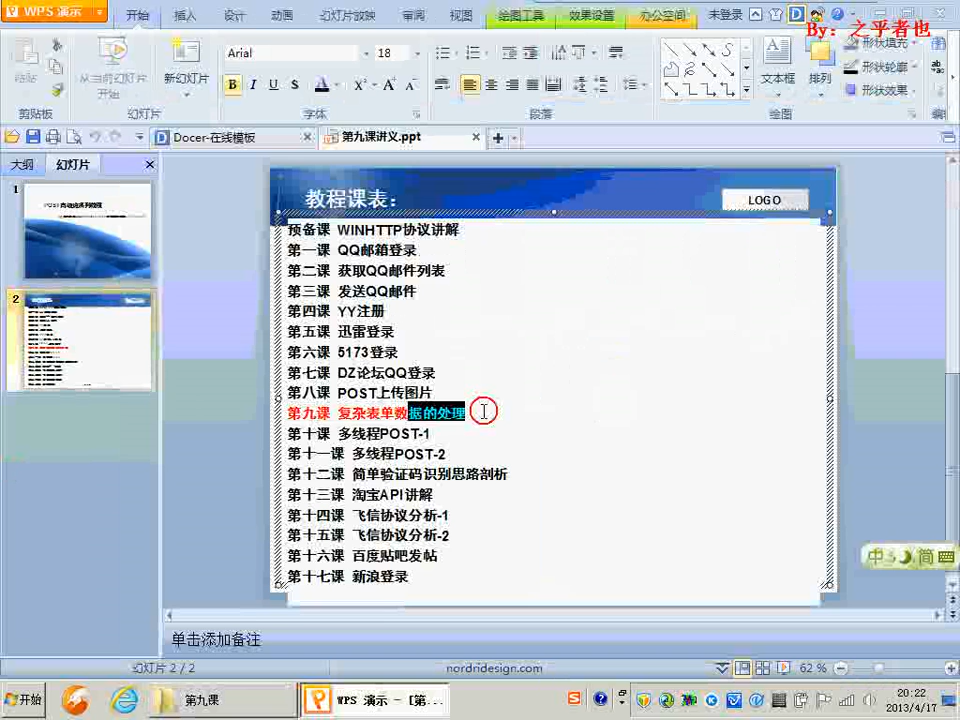 WPS 演示
开始 插入 设计 动画 幻灯片放映 审阅 视图 绘图工具 效果设置 办公空间 未登录
By：之乎者也
粘贴 从当前幻灯片开始 新幻灯片 Arial 18 文本框 排列 形状填充 形状轮廓 形状效果
剪贴板 幻灯片 字体 段落 绘图
Docer-在线模板 第九课讲义.ppt
大纲 幻灯片
1
2
教程课表：
LOGO
预备课 WINHTTP协议讲解
第一课 QQ邮箱登录
第二课 获取QQ邮件列表
第三课 发送QQ邮件
第四课 YY注册
第五课 迅雷登录
第六课 5173登录
第七课 DZ论坛QQ登录
第八课 POST上传图片
第九课 复杂表单数据的处理
第十课 多线程POST-1
第十一课 多线程POST-2
第十二课 简单验证码识别思路剖析
第十三课 淘宝API讲解
第十四课 飞信协议分析-1
第十五课 飞信协议分析-2
第十六课 百度贴吧发帖
第十七课 新浪登录
中 简
单击添加备注
幻灯片 2 / 2 nordridesign.com 62 %
开始 第九课 WPS 演示 - [第...
20:22
2013/4/17